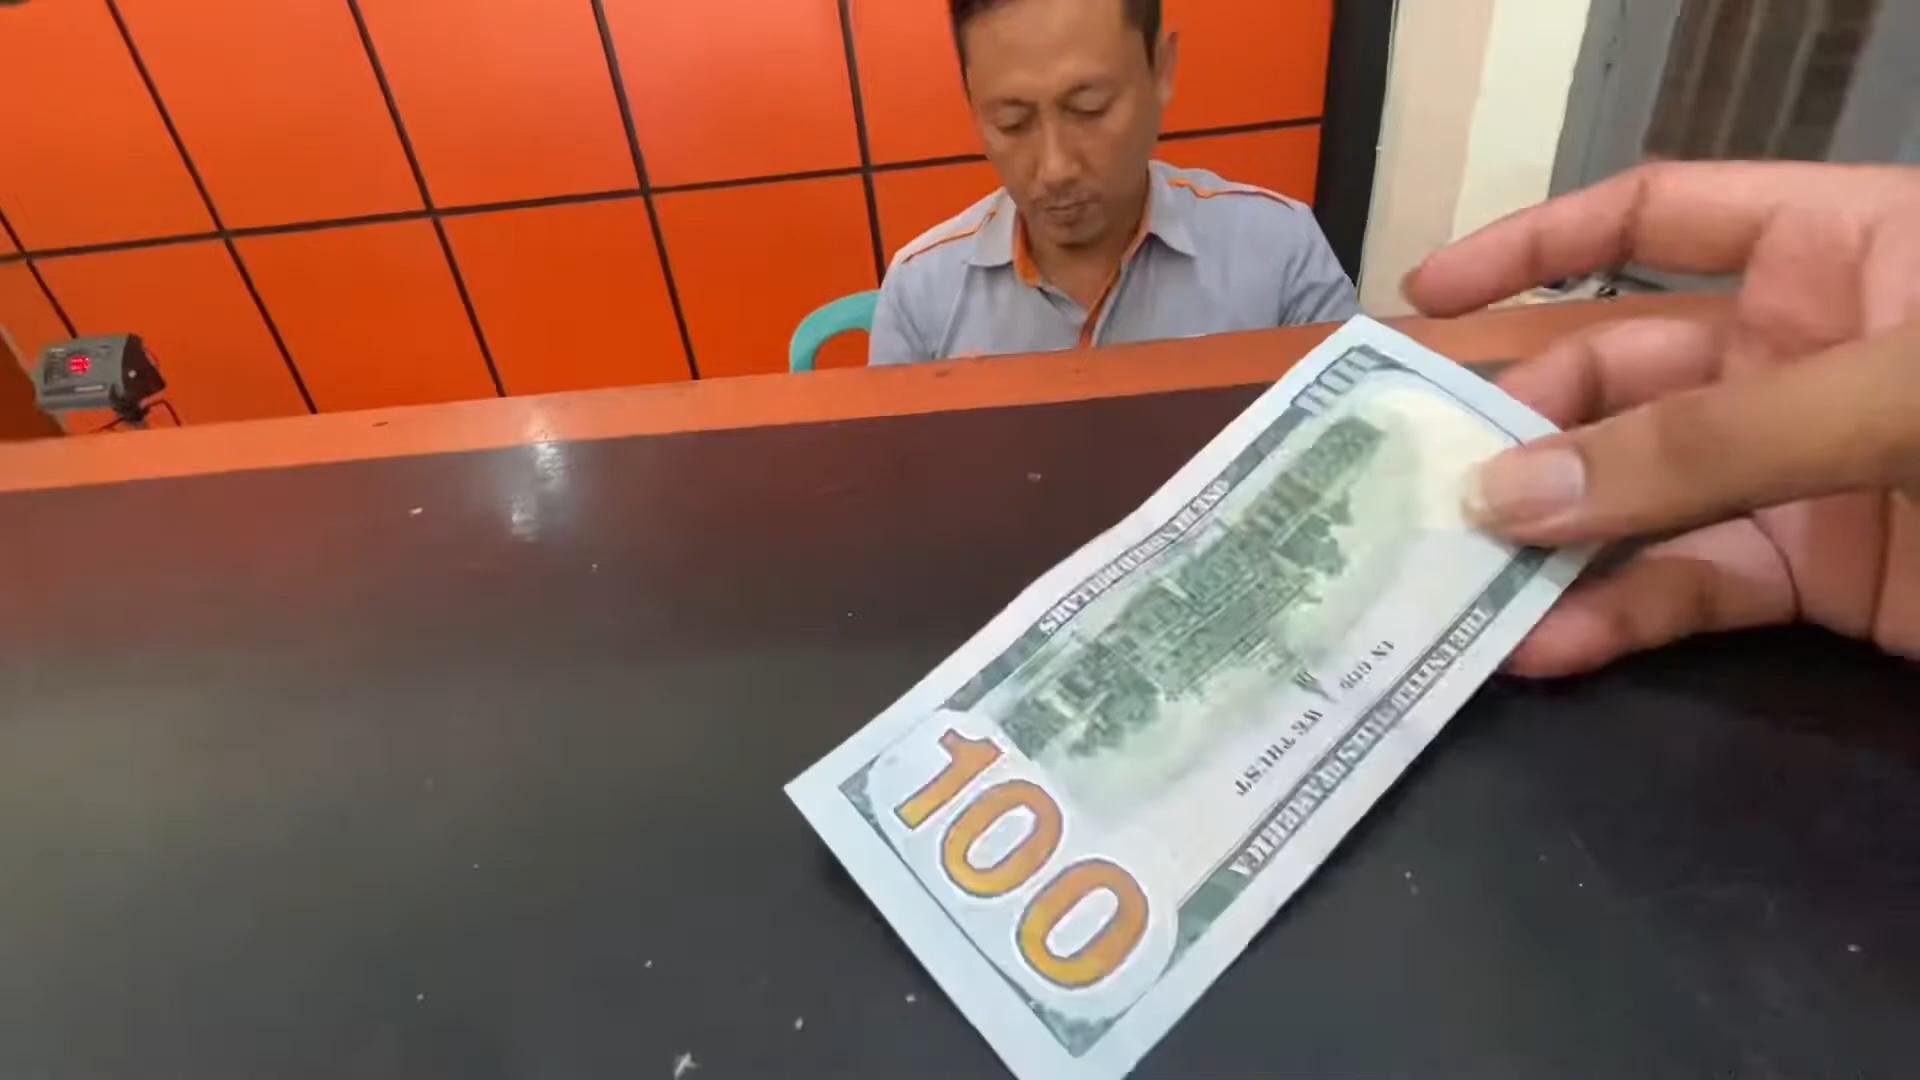 THE UNITED STATES OF AMERICA
IN GOD WE TRUST
ONE HUNDRED DOLLARS
100